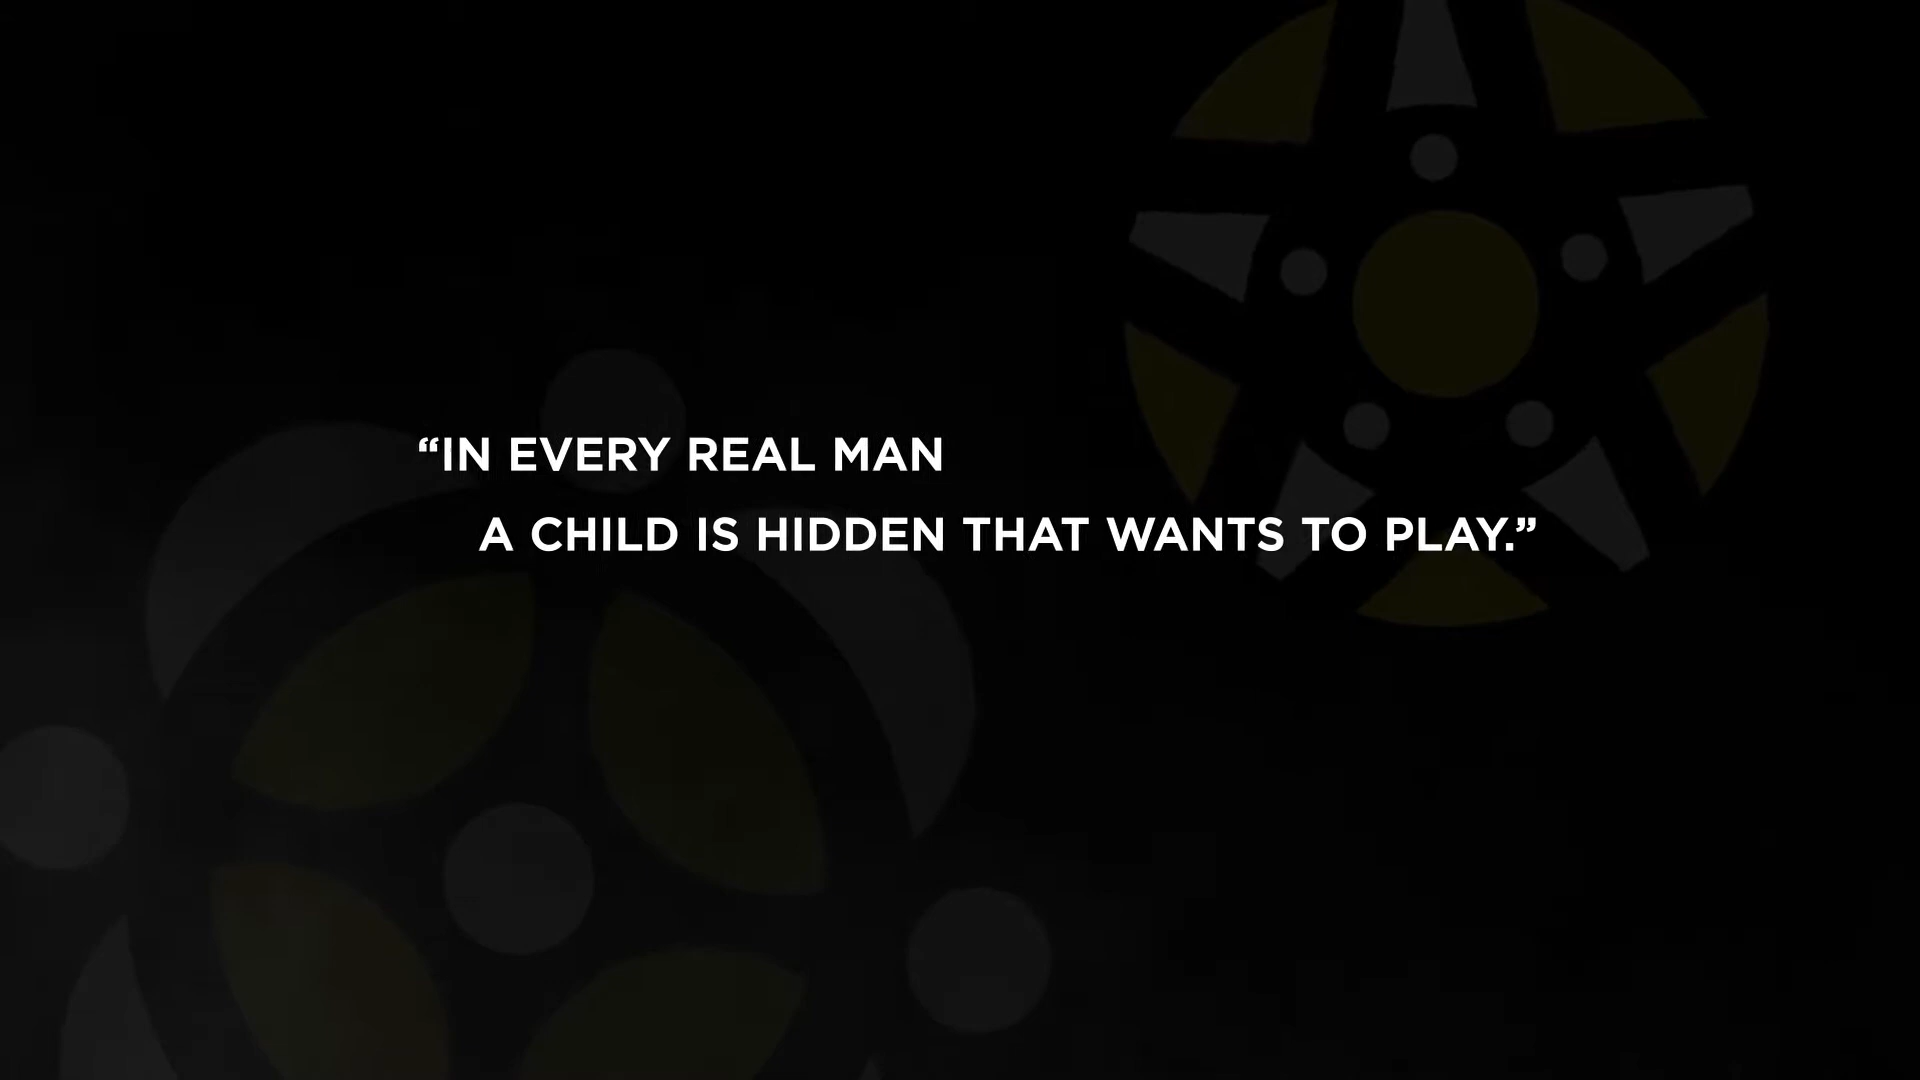 “IN EVERY REAL MAN
A CHILD IS HIDDEN THAT WANTS TO PLAY.”